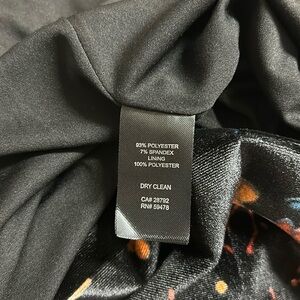 93% POLYESTER
7% SPANDEX
LINING
100% POLYESTER
DRY CLEAN
CA# 28792
RN# 59478